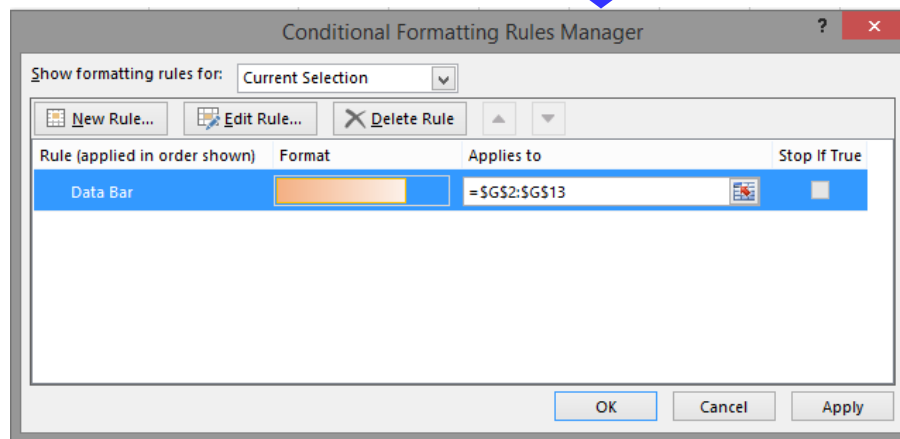 Conditional Formatting Rules Manager ? ×
Show formatting rules for: Current Selection
New Rule... Edit Rule... Delete Rule
Rule (applied in order shown) Format Applies to Stop If True
Data Bar =$G$2:$G$13
OK Cancel Apply